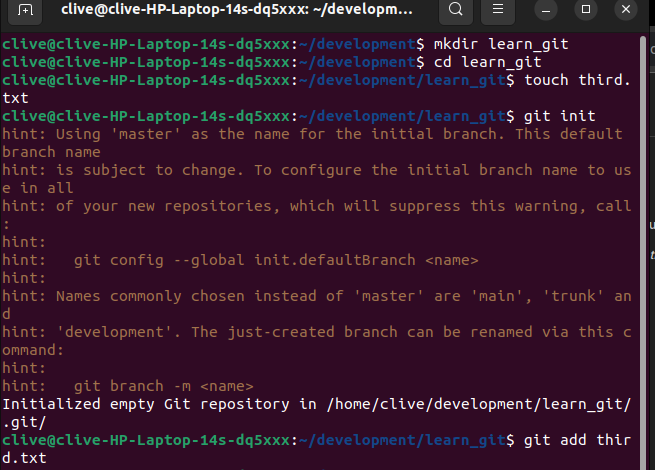 clive@clive-HP-Laptop-14s-dq5xxx: ~/developm...
clive@clive-HP-Laptop-14s-dq5xxx:~/development$ mkdir learn_git
clive@clive-HP-Laptop-14s-dq5xxx:~/development$ cd learn_git
clive@clive-HP-Laptop-14s-dq5xxx:~/development/learn_git$ touch third.
txt
clive@clive-HP-Laptop-14s-dq5xxx:~/development/learn_git$ git init
hint: Using 'master' as the name for the initial branch. This default
branch name
hint: is subject to change. To configure the initial branch name to us
e in all
hint: of your new repositories, which will suppress this warning, call
:
hint:
hint:   git config --global init.defaultBranch <name>
hint:
hint: Names commonly chosen instead of 'master' are 'main', 'trunk' an
d
hint: 'development'. The just-created branch can be renamed via this c
ommand:
hint:
hint:   git branch -m <name>
Initialized empty Git repository in /home/clive/development/learn_git/
.git/
clive@clive-HP-Laptop-14s-dq5xxx:~/development/learn_git$ git add thir
d.txt